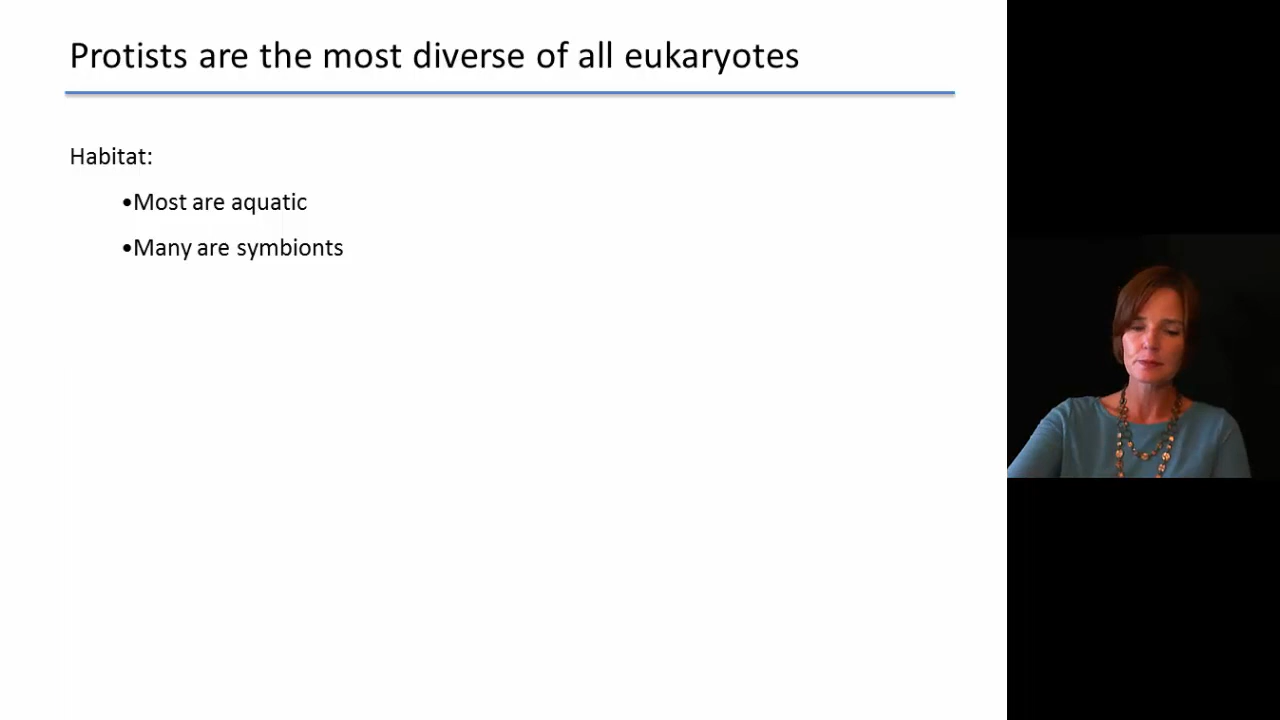 Protists are the most diverse of all eukaryotes
Habitat:
•Most are aquatic
•Many are symbionts